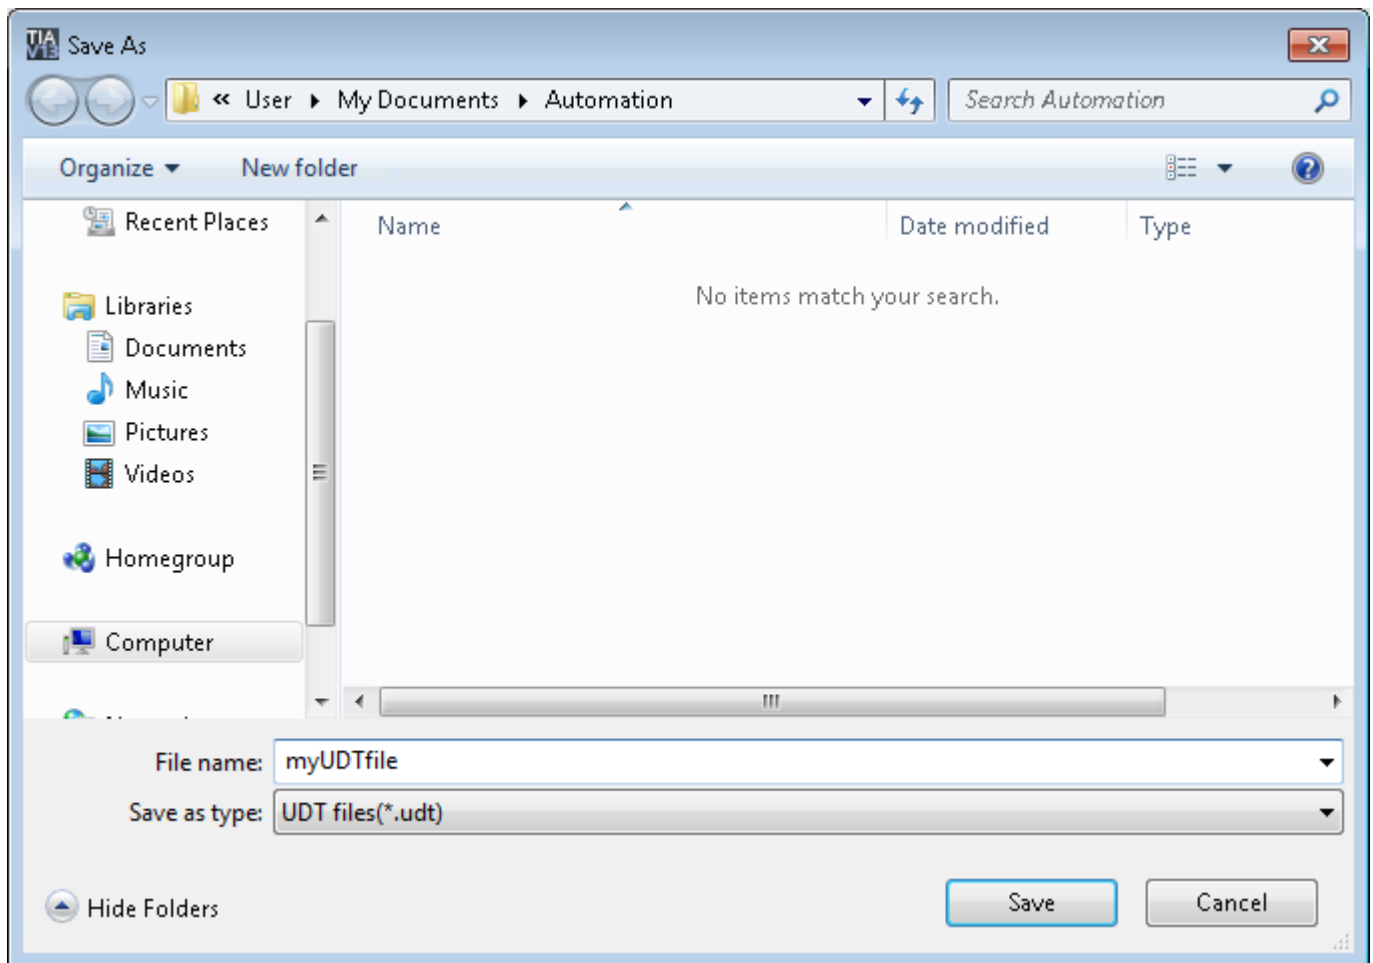 TIA
V13
Save As
« User ▸ My Documents ▸ Automation
Search Automation
Organize
New folder
Recent Places
Libraries
Documents
Music
Pictures
Videos
Homegroup
Computer
Name
Date modified
Type
No items match your search.
File name: myUDTfile
Save as type: UDT files(*.udt)
Hide Folders
Save
Cancel